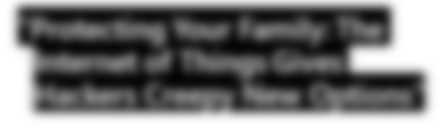 "Protecting Your Family: The
Internet of Things Gives
Hackers Creepy New Options"